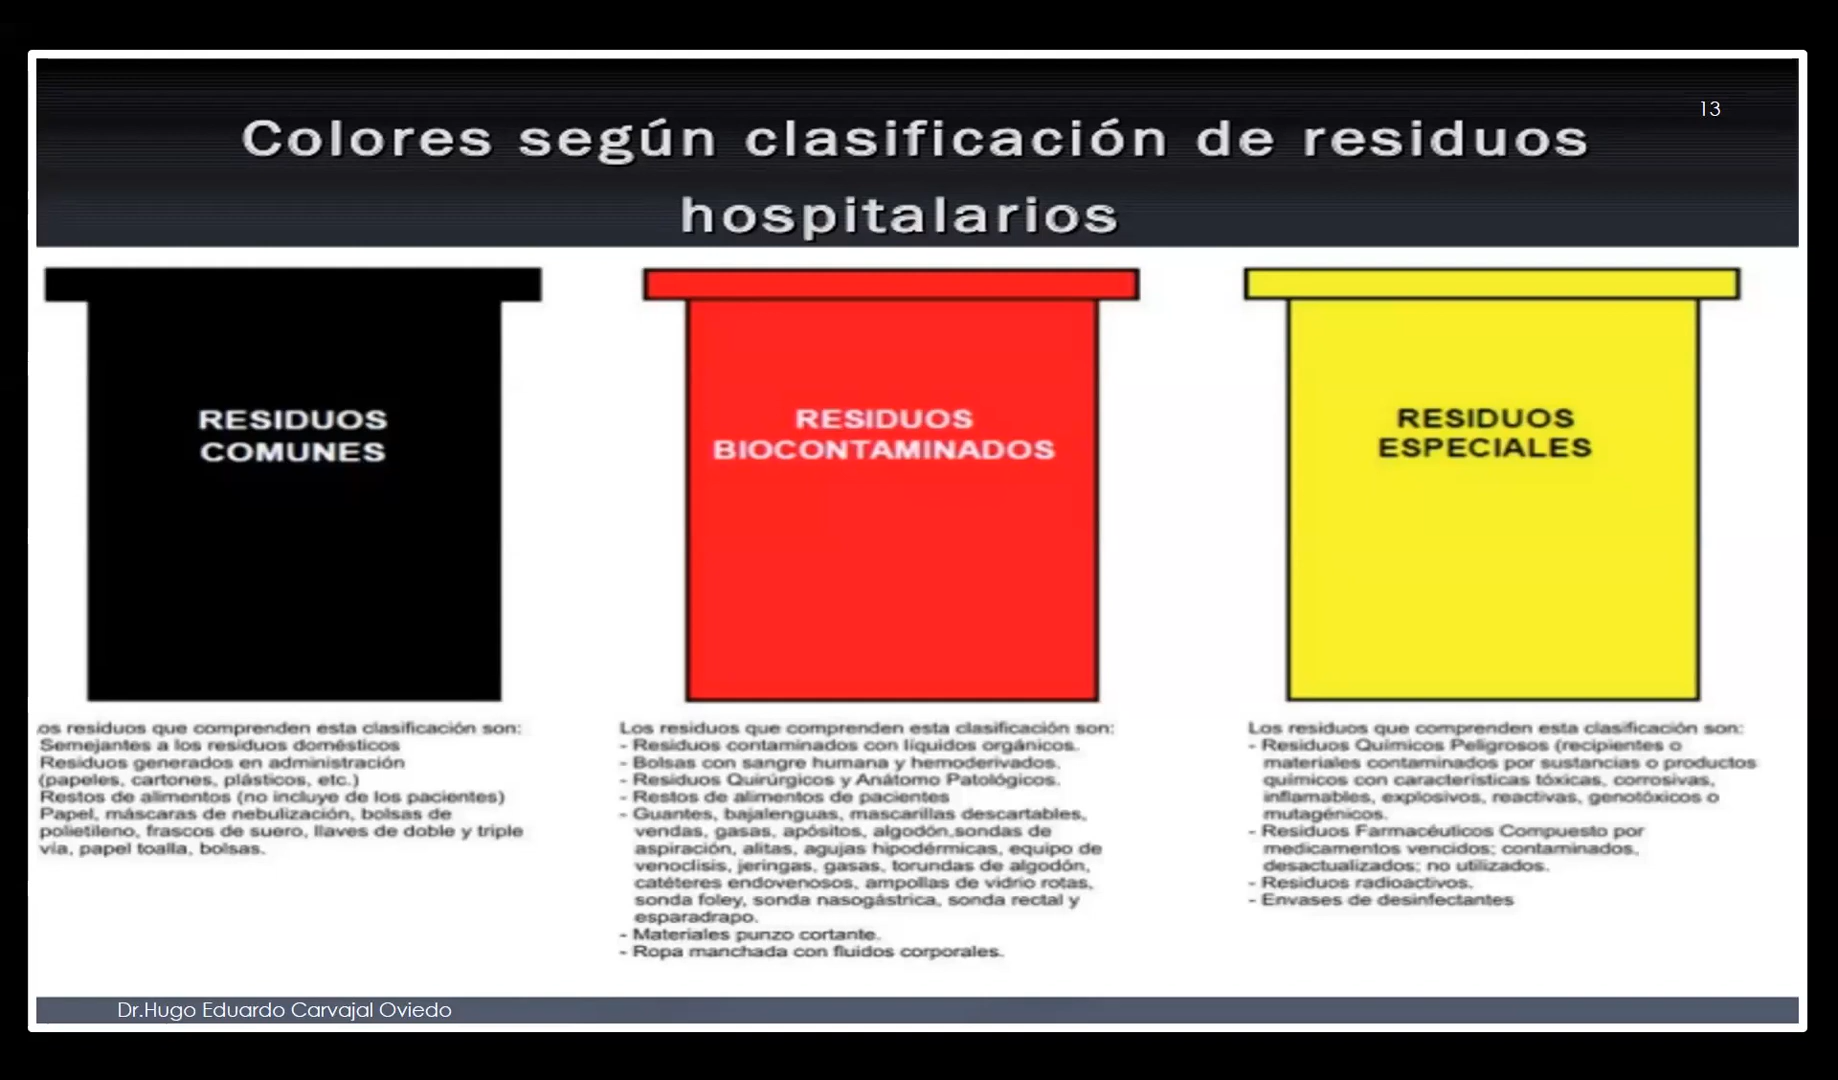 13
Colores según clasificación de residuos
hospitalarios
RESIDUOS
COMUNES
os residuos que comprenden esta clasificación son:
Semejantes a los residuos domésticos
Residuos generados en administración
(papeles, cartones, plásticos, etc.)
Restos de alimentos (no incluye de los pacientes)
Papel, máscaras de nebulización, bolsas de
polietileno, frascos de suero, llaves de doble y triple
vía, papel toalla, bolsas.
RESIDUOS
BIOCONTAMINADOS
Los residuos que comprenden esta clasificación son:
- Residuos contaminados con líquidos orgánicos.
- Bolsas con sangre humana y hemoderivados.
- Residuos Quirúrgicos y Anátomo Patológicos.
- Restos de alimentos de pacientes
- Guantes, bajalenguas, mascarillas descartables,
vendas, gasas, apósitos, algodón,sondas de
aspiración, alitas, agujas hipodérmicas, equipo de
venoclisis, jeringas, gasas, torundas de algodón,
catéteres endovenosos, ampollas de vidrio rotas,
sonda foley, sonda nasogástrica, sonda rectal y
esparadrapo.
- Materiales punzo cortante.
- Ropa manchada con fluidos corporales.
RESIDUOS
ESPECIALES
Los residuos que comprenden esta clasificación son:
- Residuos Químicos Peligrosos (recipientes o
materiales contaminados por sustancias o productos
químicos con características tóxicas, corrosivas,
inflamables, explosivos, reactivas, genotóxicos o
mutagénicos.
- Residuos Farmacéuticos Compuesto por
medicamentos vencidos; contaminados,
desactualizados; no utilizados.
- Residuos radioactivos.
- Envases de desinfectantes
Dr.Hugo Eduardo Carvajal Oviedo